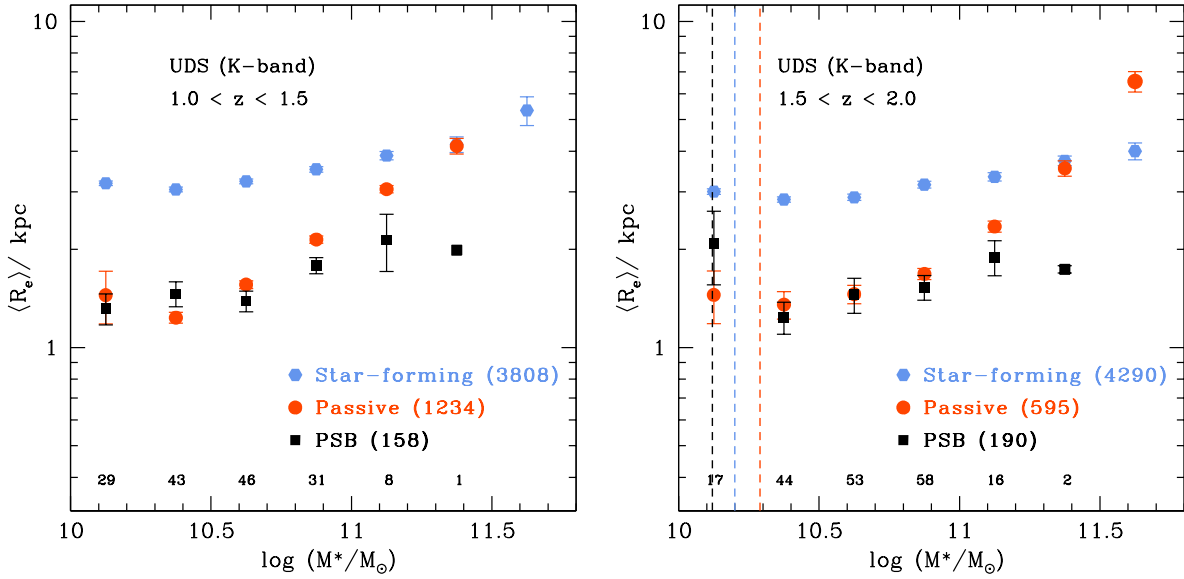 10
UDS (K-band)
1.0 < z < 1.5
⟨Re⟩/ kpc
1
Star-forming (3808)
Passive (1234)
PSB (158)
29 43 46 31 8 1
10 10.5 11 11.5
log (M*/M⊙)
10
UDS (K-band)
1.5 < z < 2.0
⟨Re⟩/ kpc
1
Star-forming (4290)
Passive (595)
PSB (190)
17 44 53 58 16 2
10 10.5 11 11.5
log (M*/M⊙)